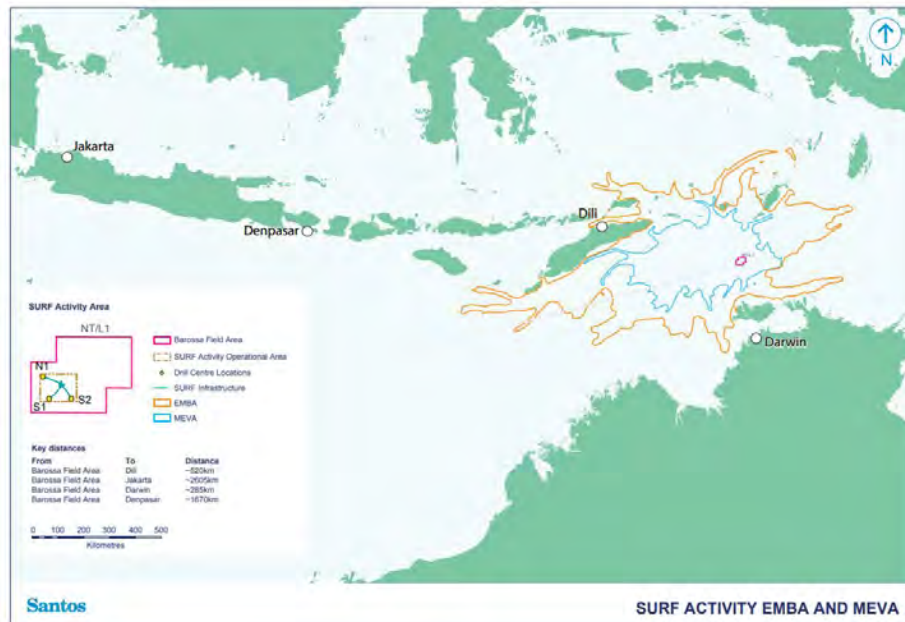 N
Jakarta
Denpasar
Dili
Darwin
SURF Activity Area
NT/L1
N1
S1
S2
Barossa Field Area
SURF Activity Operational Area
Drill Centre Locations
SURF Infrastructure
EMBA
MEVA
Key distances
From To Distance
Barossa Field Area Dili ~520km
Barossa Field Area Jakarta ~2605km
Barossa Field Area Darwin ~285km
Barossa Field Area Denpasar ~1670km
0 100 200 300 400 500
Kilometres
Santos
SURF ACTIVITY EMBA AND MEVA